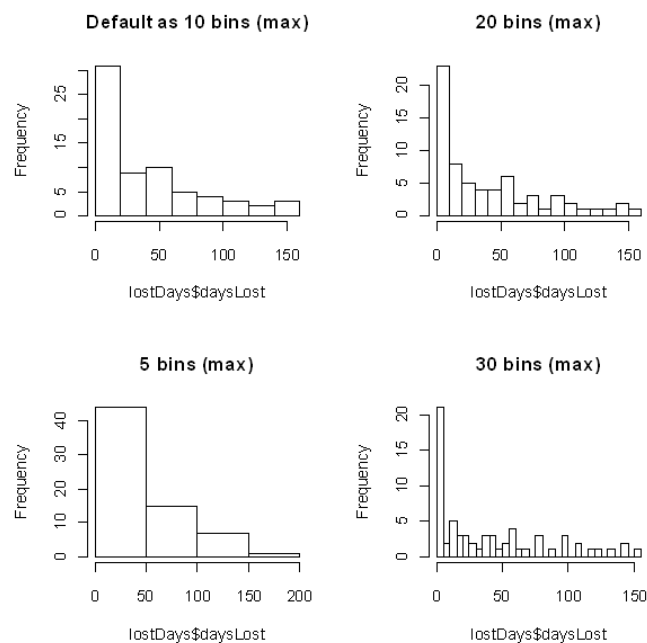 Default as 10 bins (max)
Frequency
0 5 15 25
0 50 100 150
lostDays$daysLost
20 bins (max)
Frequency
0 5 10 15 20
0 50 100 150
lostDays$daysLost
5 bins (max)
Frequency
0 10 20 30 40
0 50 100 150 200
lostDays$daysLost
30 bins (max)
Frequency
0 5 10 15 20
0 50 100 150
lostDays$daysLost